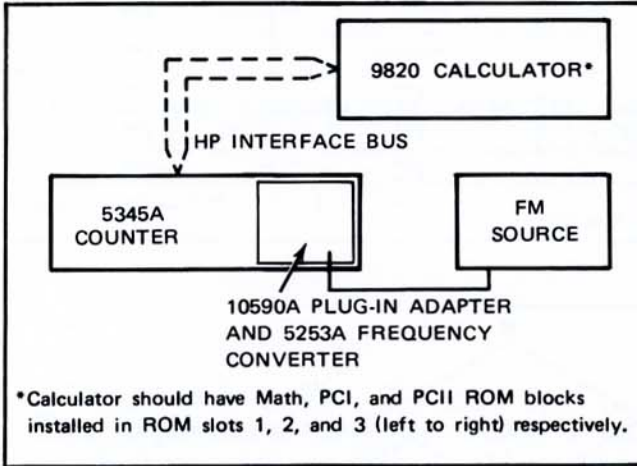 9820 CALCULATOR*
HP INTERFACE BUS
5345A
COUNTER
FM
SOURCE
10590A PLUG-IN ADAPTER
AND 5253A FREQUENCY
CONVERTER
*Calculator should have Math, PCI, and PCII ROM blocks
installed in ROM slots 1, 2, and 3 (left to right) respectively.